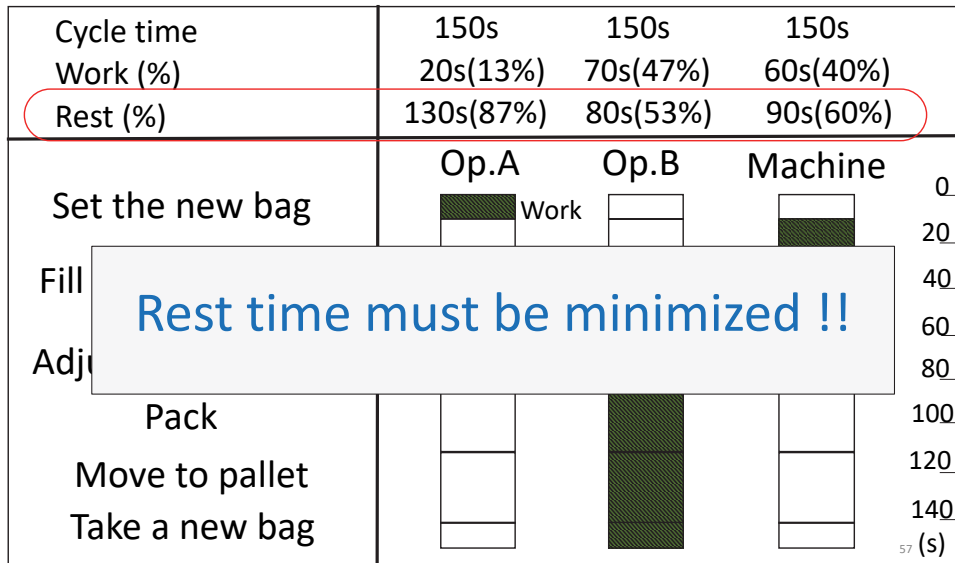 Cycle time 150s 150s 150s
Work (%) 20s(13%) 70s(47%) 60s(40%)
Rest (%) 130s(87%) 80s(53%) 90s(60%)
Op.A Op.B Machine
0
Set the new bag Work
20
Fill
40
Rest time must be minimized !!
60
80
Pack
100
Move to pallet
120
Take a new bag
140
57 (s)